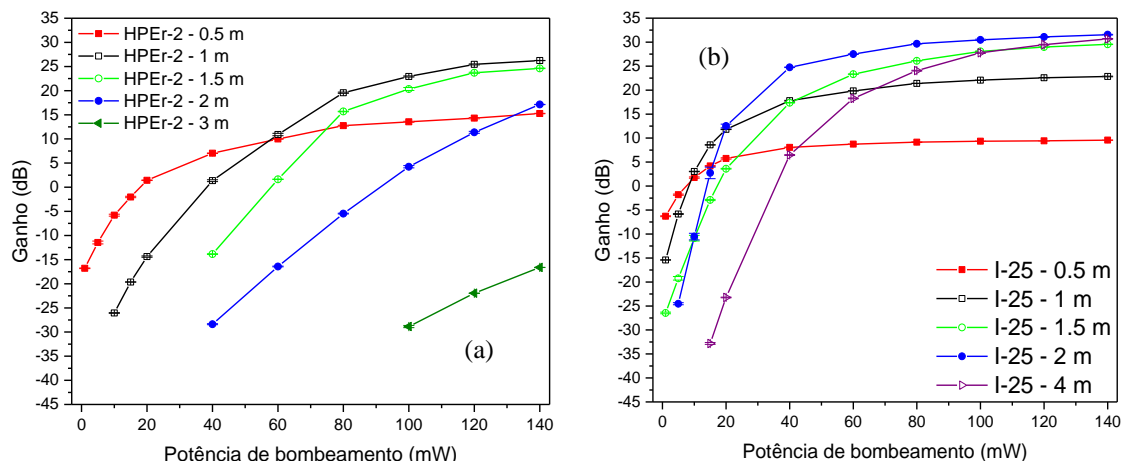 35
30
25
20
15
10
5
0
-5
-10
-15
-20
-25
-30
-35
-40
-45
Ganho (dB)
HPEr-2 - 0.5 m
HPEr-2 - 1 m
HPEr-2 - 1.5 m
HPEr-2 - 2 m
HPEr-2 - 3 m
(a)
0 20 40 60 80 100 120 140
Potência de bombeamento (mW)
35
30
25
20
15
10
5
0
-5
-10
-15
-20
-25
-30
-35
-40
-45
Ganho (dB)
(b)
I-25 - 0.5 m
I-25 - 1 m
I-25 - 1.5 m
I-25 - 2 m
I-25 - 4 m
0 20 40 60 80 100 120 140
Potência de bombeamento (mW)